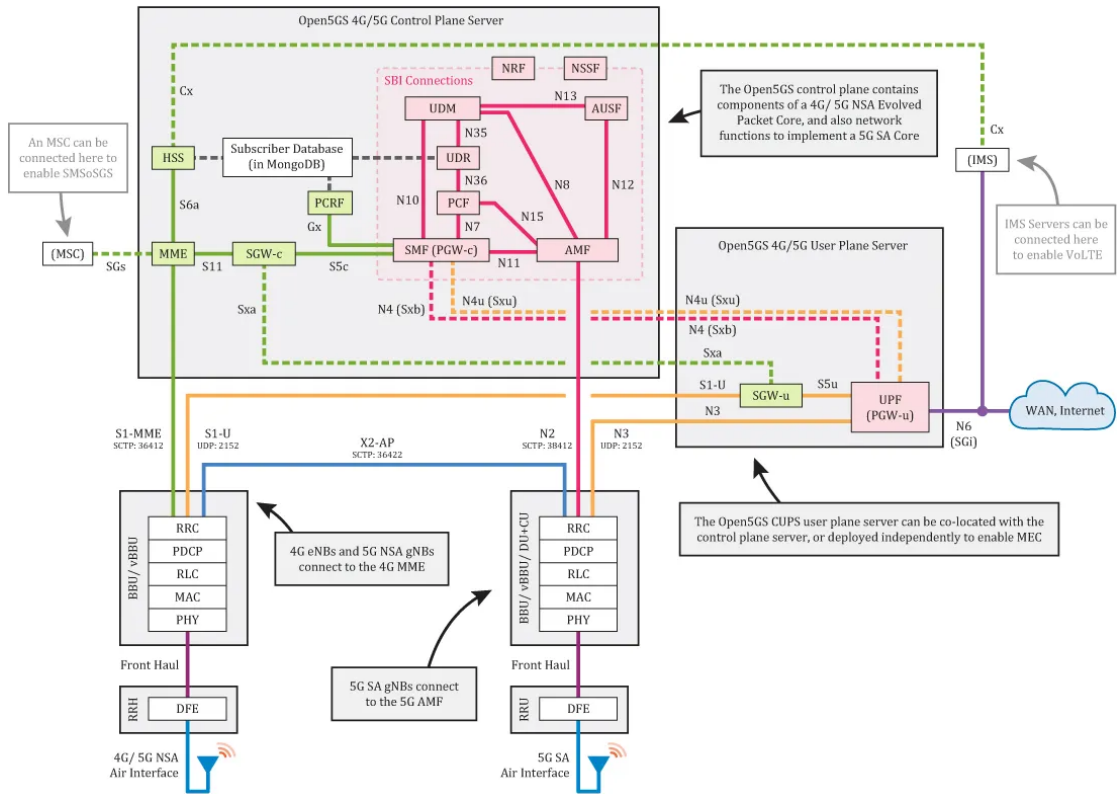 Open5GS 4G/5G Control Plane Server
NRF
NSSF
SBI Connections
Cx
UDM
N13
AUSF
The Open5GS control plane contains
components of a 4G/ 5G NSA Evolved
Packet Core, and also network
functions to implement a 5G SA Core
An MSC can be
connected here to
enable SMSoSGS
HSS
Subscriber Database
(in MongoDB)
N35
UDR
N36
Cx
(IMS)
S6a
PCRF
Gx
N10
PCF
N7
N15
N8
N12
IMS Servers can be
connected here
to enable VoLTE
(MSC)
SGs
MME
S11
SGW-c
S5c
SMF (PGW-c)
N11
AMF
Open5GS 4G/5G User Plane Server
Sxa
N4 (Sxb)
N4u (Sxu)
N4u (Sxu)
N4 (Sxb)
Sxa
S1-U
SGW-u
S5u
UPF
(PGW-u)
N3
N6
(SGi)
WAN, Internet
S1-MME
SCTP: 36412
S1-U
UDP: 2152
X2-AP
SCTP: 36422
N2
SCTP: 38412
N3
UDP: 2152
BBU/ vBBU
RRC
PDCP
RLC
MAC
PHY
4G eNBs and 5G NSA gNBs
connect to the 4G MME
BBU/ vBBU/ DU+CU
RRC
PDCP
RLC
MAC
PHY
The Open5GS CUPS user plane server can be co-located with the
control plane server, or deployed independently to enable MEC
Front Haul
5G SA gNBs connect
to the 5G AMF
Front Haul
RRH
DFE
RRU
DFE
4G/ 5G NSA
Air Interface
5G SA
Air Interface